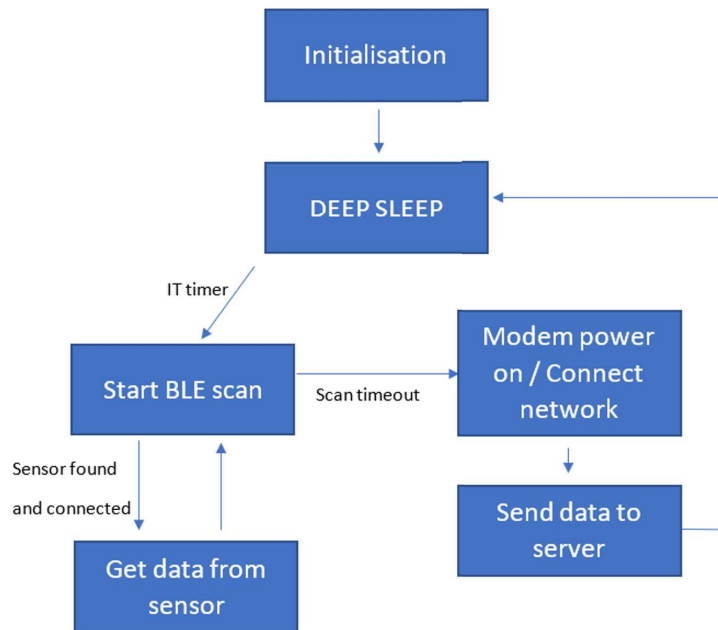 Initialisation
DEEP SLEEP
IT timer
Start BLE scan
Scan timeout
Modem power
on / Connect
network
Sensor found
and connected
Get data from
sensor
Send data to
server